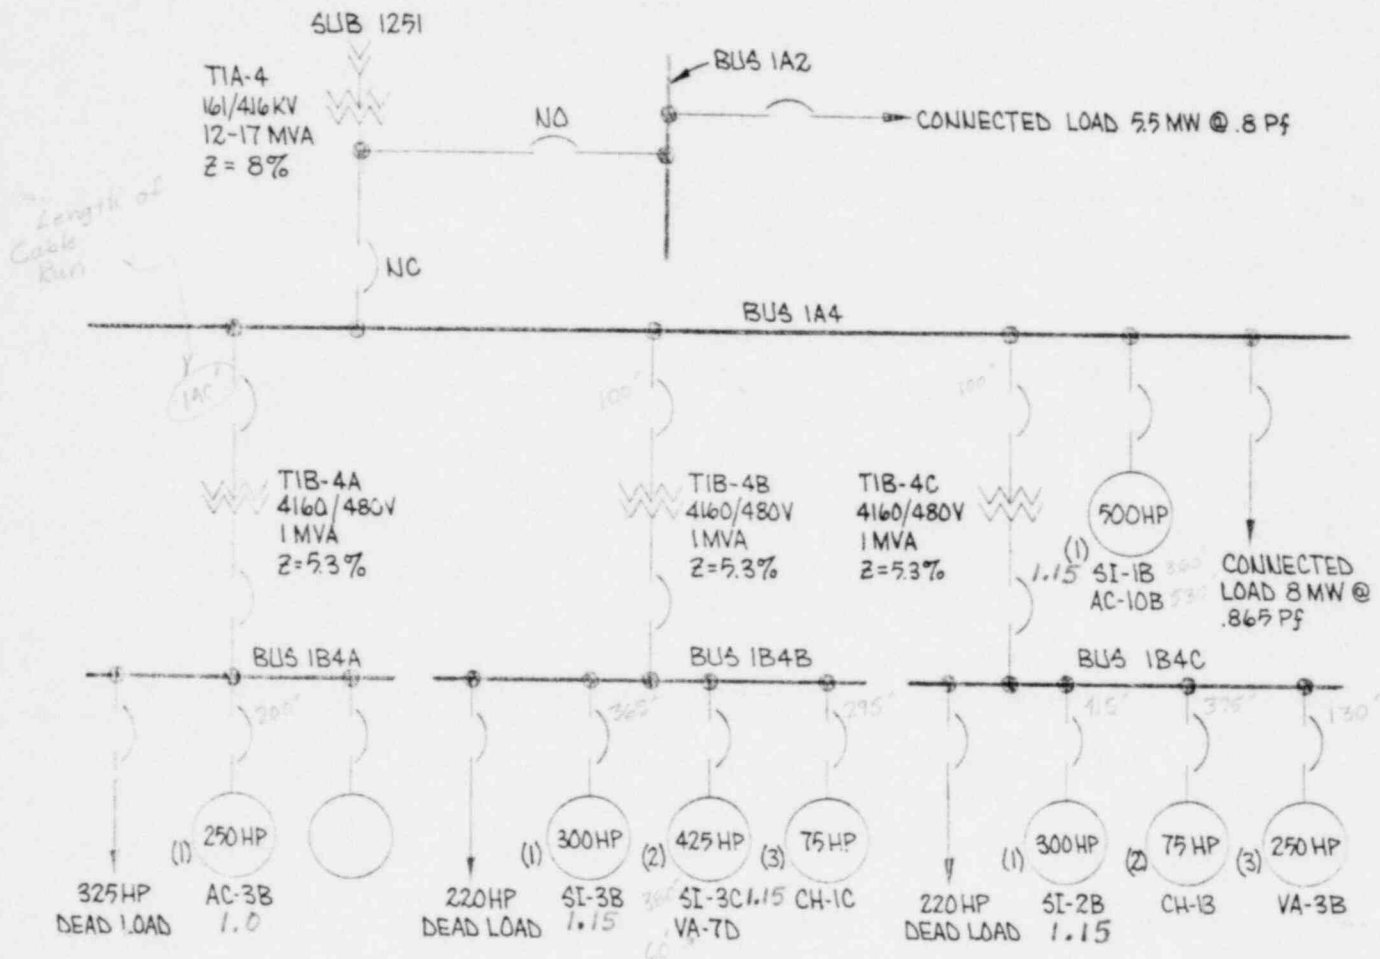 SUB 1251
T1A-4
161/416KV
12-17 MVA
Z = 8%
BUS 1A2
NO
CONNECTED LOAD 5.5 MW @ .8 Pf
Length of
Cable
Run
NC
BUS 1A4
100'
100'
T1B-4A
4160/480V
1 MVA
Z=5.3%
T1B-4B
4160/480V
1 MVA
Z=5.3%
T1B-4C
4160/480V
1 MVA
Z=5.3%
500HP
(1)
1.15 SI-1B 360'
AC-10B 530'
CONNECTED
LOAD 8 MW @
.865 Pf
BUS 1B4A
BUS 1B4B
BUS 1B4C
200'
365'
295'
415'
375'
130'
(1) 250HP
(1) 300HP
(2) 425HP
(3) 75HP
(1) 300HP
(2) 75HP
(3) 250HP
325HP
DEAD LOAD
AC-3B
1.0
220HP
DEAD LOAD
SI-3B
1.15
360'
SI-3C 1.15
VA-7D
CH-1C
220HP
DEAD LOAD
SI-2B
1.15
CH-1B
VA-3B